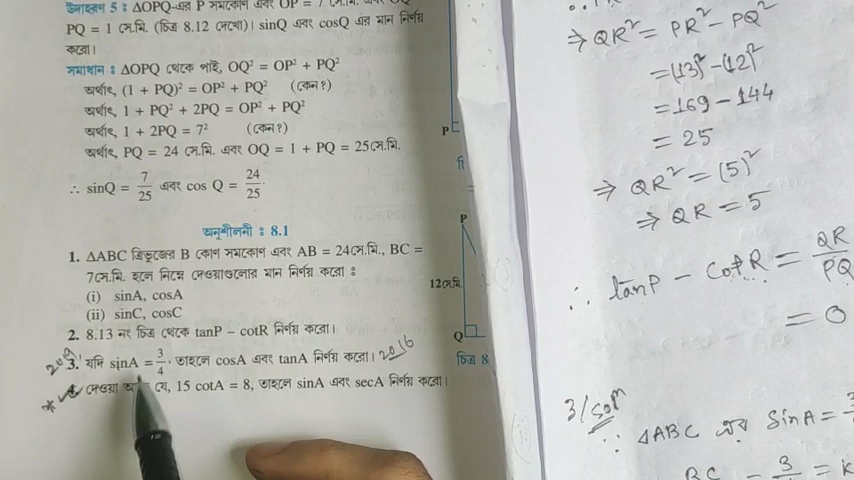 উদাহরণ 5 : ΔOPQ-এর P সমকোণ এবং OP = 7
PQ = 1 সে.মি. (চিত্র 8.12 দেখো)। sinQ এবং cosQ এর মান নির্ণয়
করো।
সমাধান : ΔOPQ থেকে পাই, OQ² = OP² + PQ²
অর্থাৎ, (1 + PQ)² = OP² + PQ² (কেন?)
অর্থাৎ, 1 + PQ² + 2PQ = OP² + PQ²
অর্থাৎ, 1 + 2PQ = 7² (কেন?)
অর্থাৎ, PQ = 24 সে.মি. এবং OQ = 1 + PQ = 25সে.মি.
∴ sinQ = 7/25 এবং cos Q = 24/25.
অনুশীলনী : 8.1
1. ΔABC ত্রিভুজের B কোণ সমকোণ এবং AB = 24সে.মি., BC =
7সে.মি. হলে নিম্নে দেওয়াগুলোর মান নির্ণয় করো :
(i) sinA, cosA
(ii) sinC, cosC
2. 8.13 নং চিত্র থেকে tanP – cotR নির্ণয় করো।
3. যদি sinA = 3/4. তাহলে cosA এবং tanA নির্ণয় করো। 2016
দেওয়া যে, 15 cotA = 8, তাহলে sinA এবং secA নির্ণয় করো।
P
P
12সে.মি.
Q
চিত্র 8.
⇒ QR² = PR² – PQ²
= (13)² – (12)²
= 169 – 144
= 25
⇒ QR² = (5)²
⇒ QR = 5
∴ tanP – cotR = QR/PQ
= 0
3/ Solⁿ
∴ ΔABC এর SinA =
BC = K